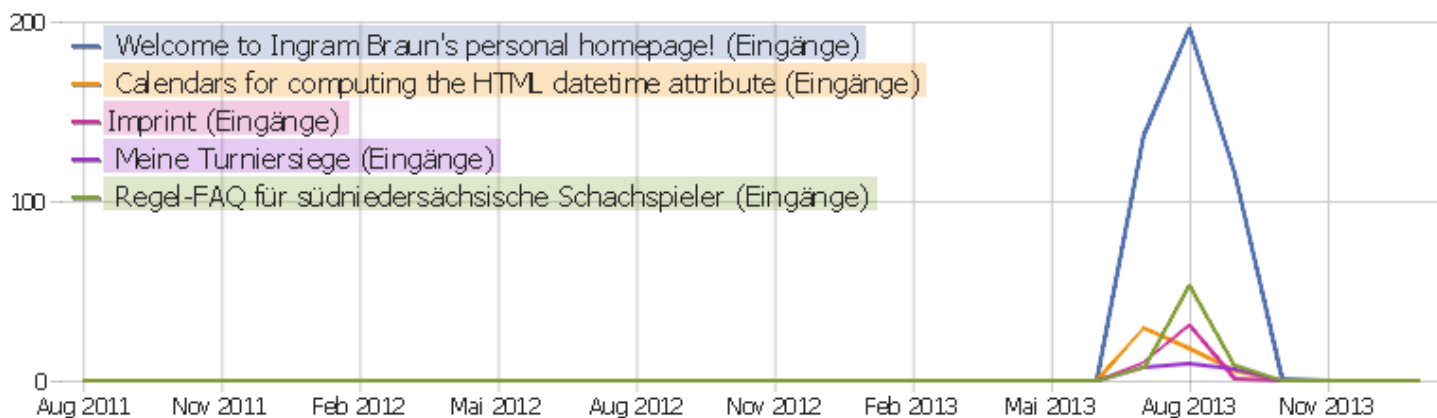 200
Welcome to Ingram Braun's personal homepage! (Eingänge)
Calendars for computing the HTML datetime attribute (Eingänge)
Imprint (Eingänge)
Meine Turniersiege (Eingänge)
100
Regel-FAQ für südniedersächsische Schachspieler (Eingänge)
0
Aug 2011 Nov 2011 Feb 2012 Mai 2012 Aug 2012 Nov 2012 Feb 2013 Mai 2013 Aug 2013 Nov 2013